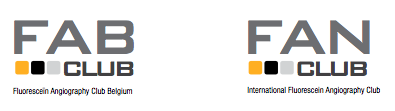 FAB
CLUB
Fluorescein Angiography Club Belgium
FAN
CLUB
International Fluorescein Angiography Club